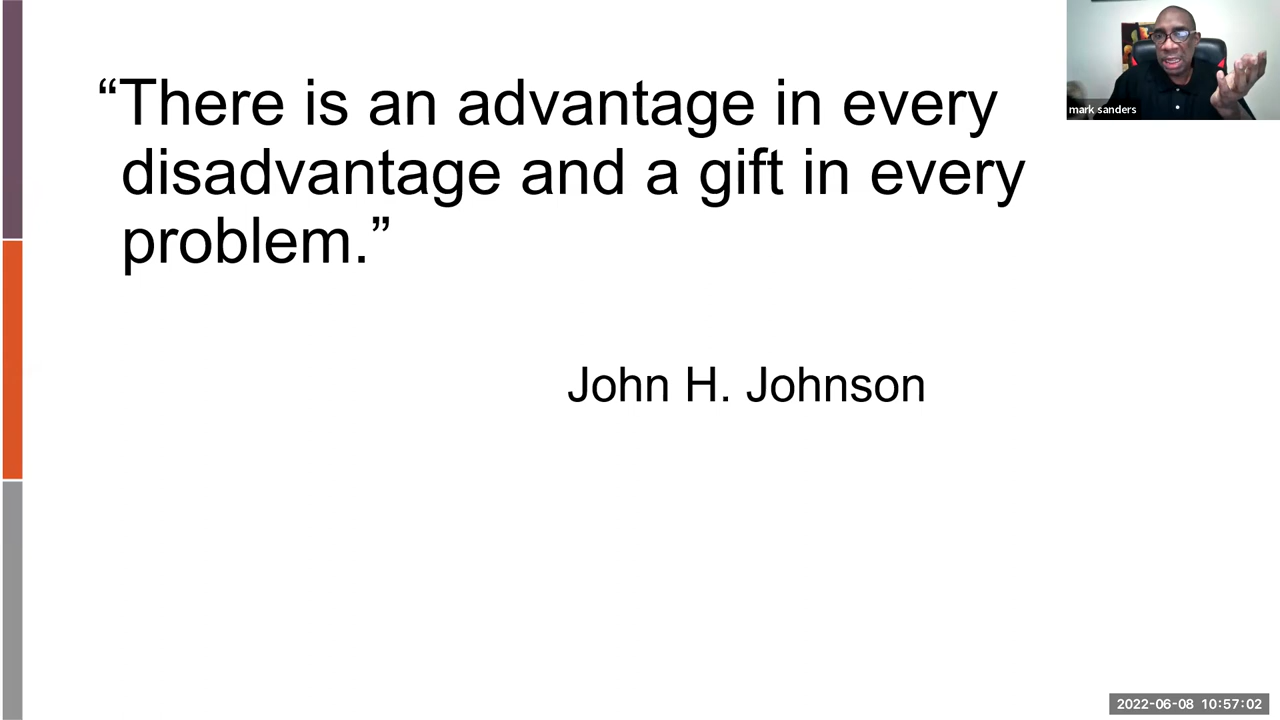 “There is an advantage in every
disadvantage and a gift in every
problem.”
John H. Johnson
mark sanders
2022-06-08 10:57:02